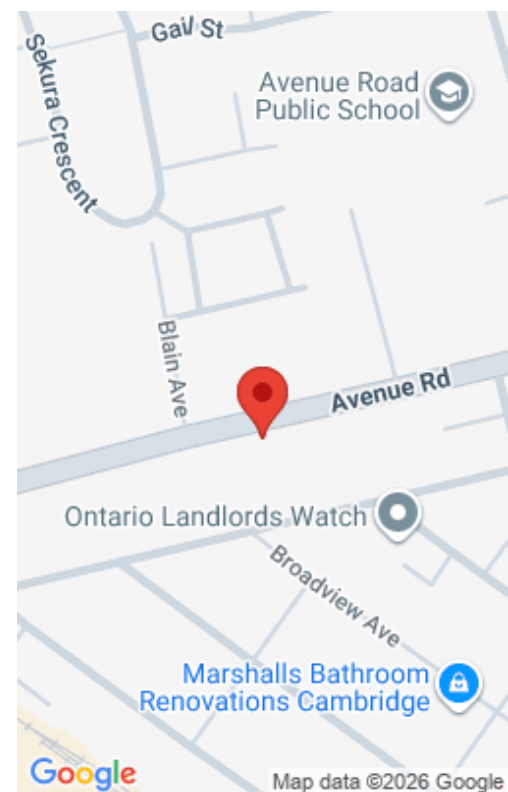 Gail St
Sekura Crescent
Avenue Road
Public School
Blain Ave
Avenue Rd
Ontario Landlords Watch
Broadview Ave
Marshalls Bathroom
Renovations Cambridge
Google
Map data ©2026 Google